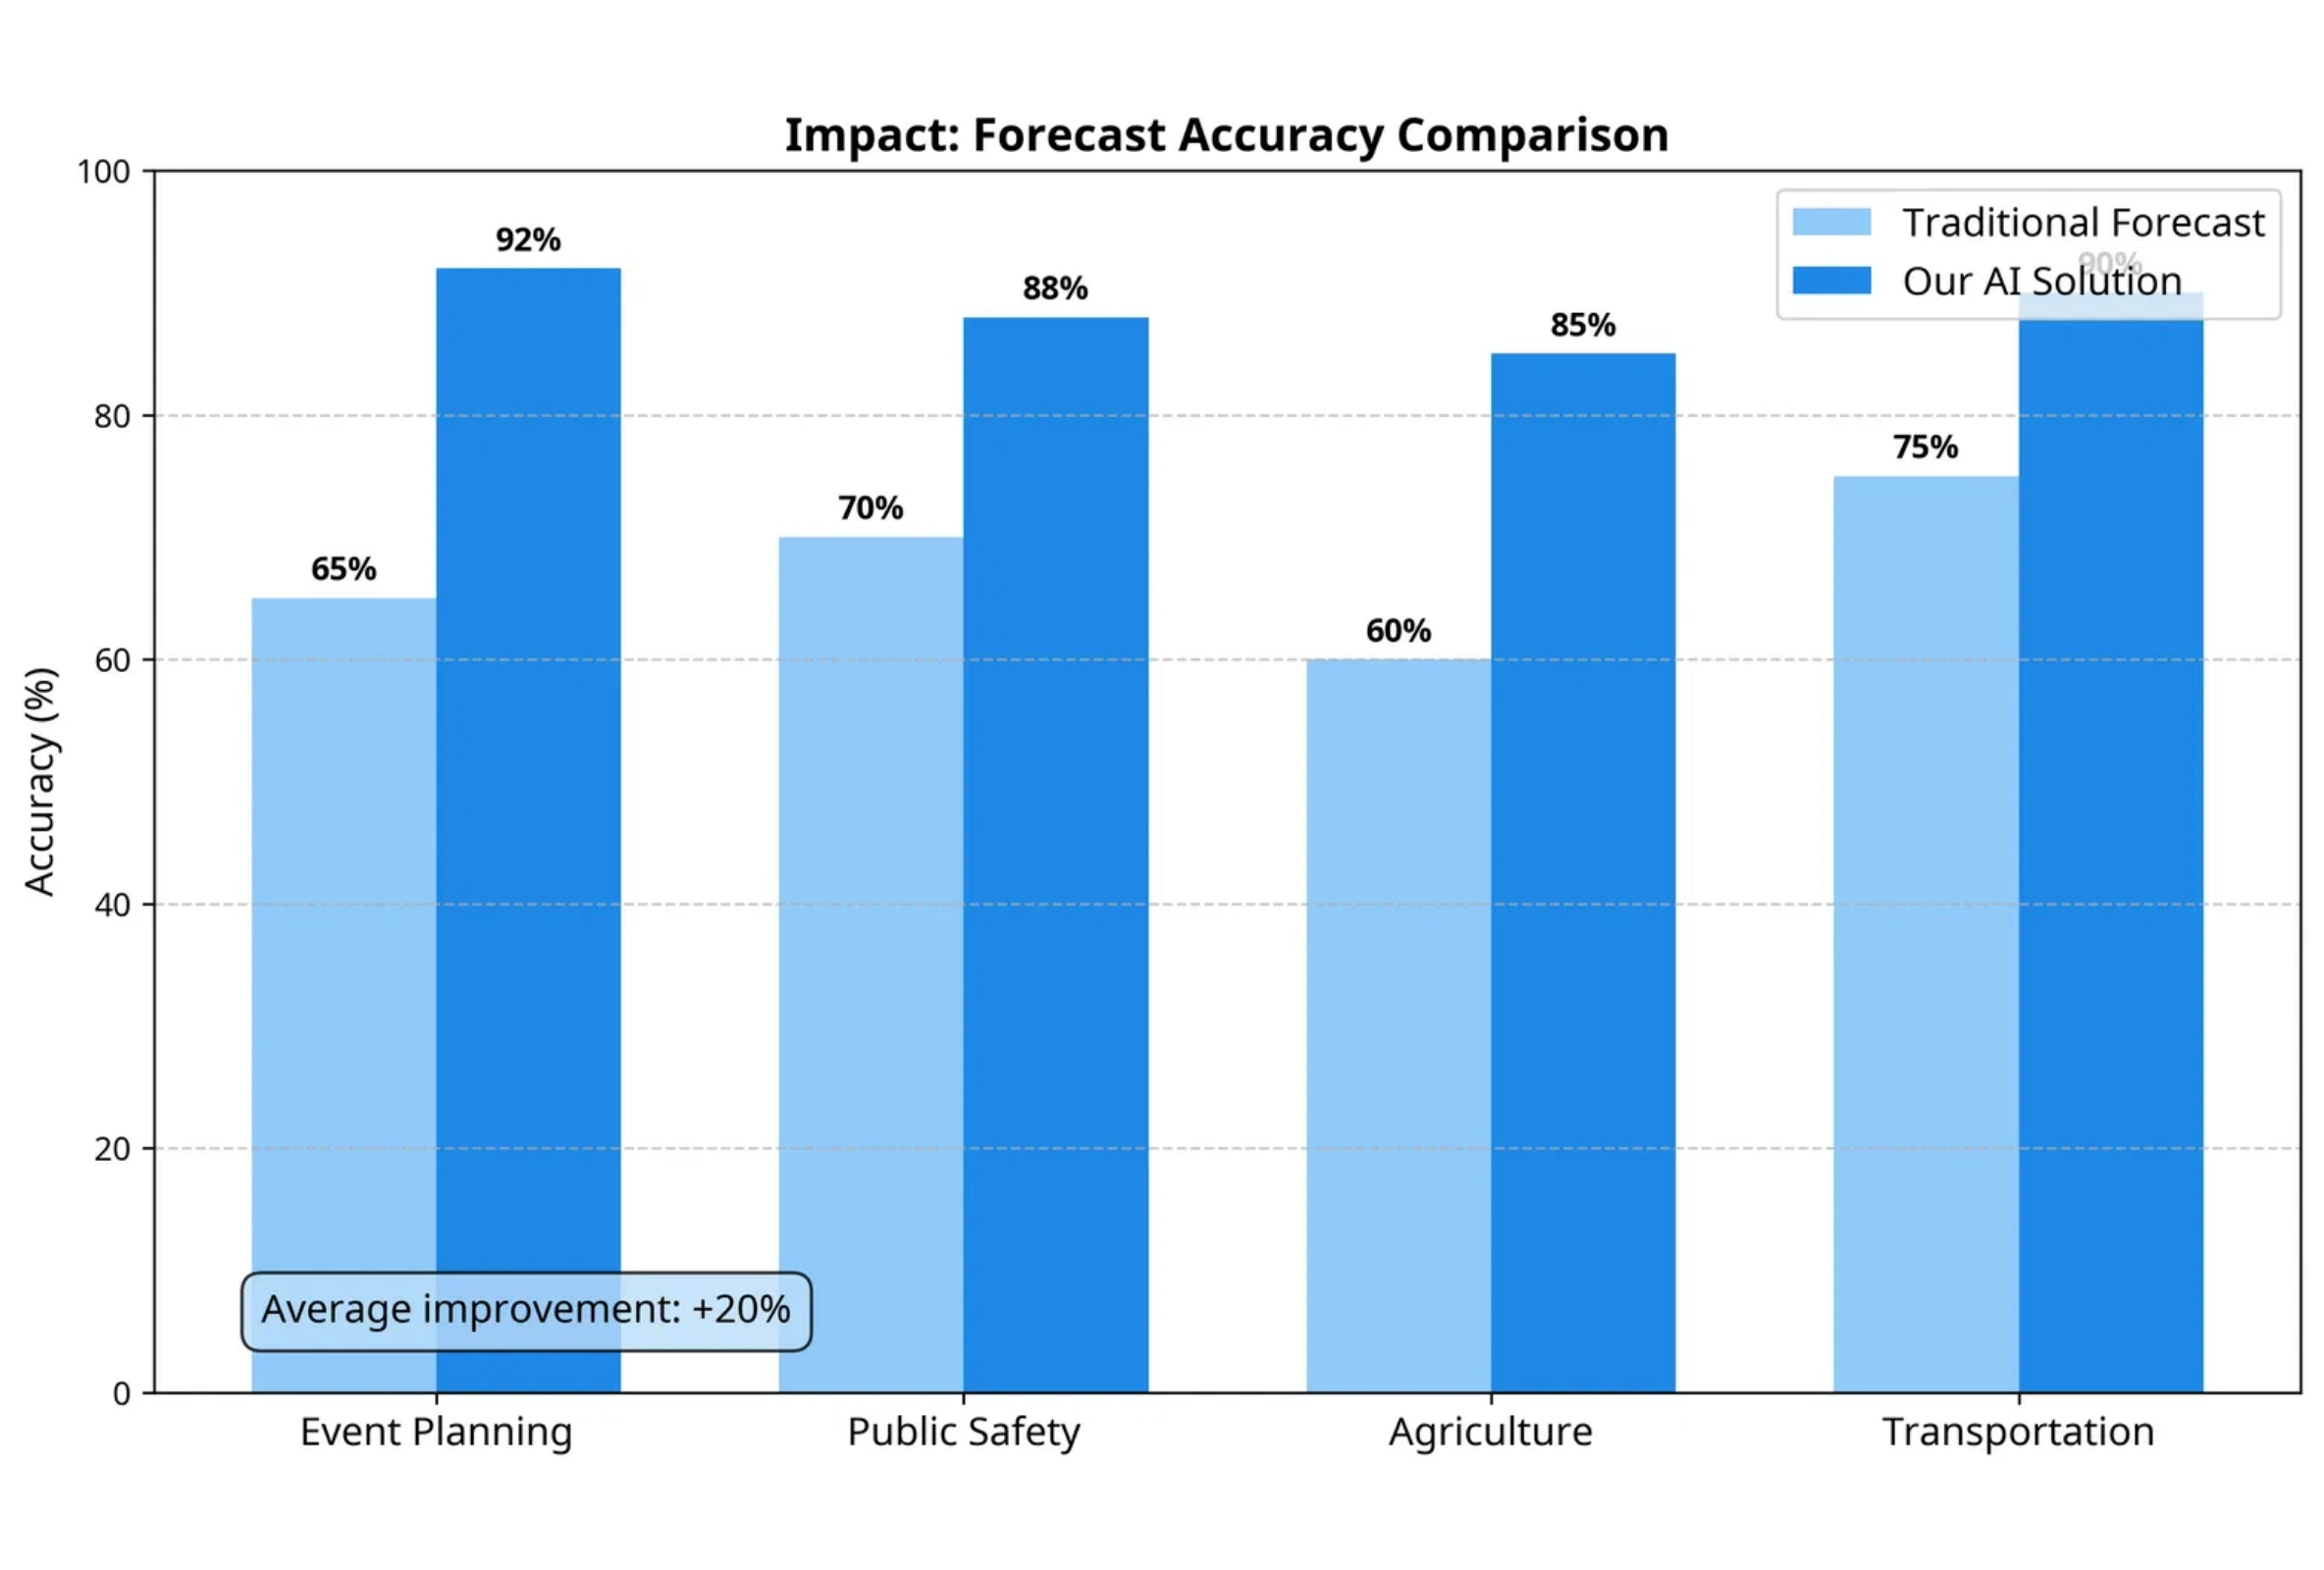 Impact: Forecast Accuracy Comparison
100
80
60
40
20
0
Accuracy (%)
Traditional Forecast
Our AI Solution
65%
92%
70%
88%
60%
85%
75%
90%
Average improvement: +20%
Event Planning
Public Safety
Agriculture
Transportation